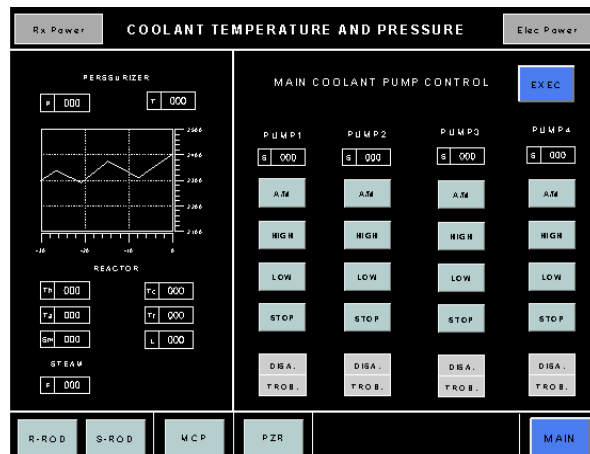 Rx Power COOLANT TEMPERATURE AND PRESSURE Elec Power
PERSSURIZER
P 000 T 000
MAIN COOLANT PUMP CONTROL EXEC
PUMP1 PUMP2 PUMP3 PUMP4
S 000 S 000 S 000 S 000
A/M A/M A/M A/M
HIGH HIGH HIGH HIGH
LOW LOW LOW LOW
STOP STOP STOP STOP
DISA. DISA. DISA. DISA.
TROB. TROB. TROB. TROB.
REACTOR
Th 000 Tc 000
000 000
000 L 000
STEAM
000
R-ROD S-ROD MCP PZR MAIN